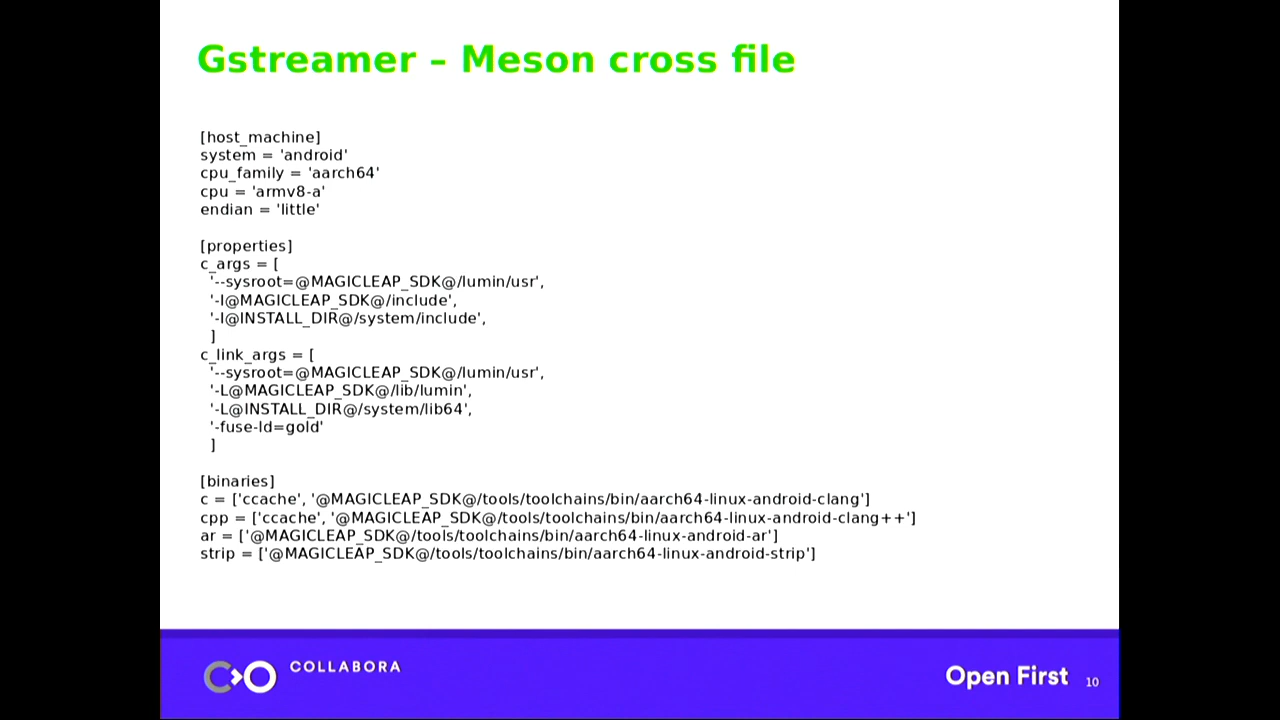 Gstreamer – Meson cross file
[host_machine]
system = 'android'
cpu_family = 'aarch64'
cpu = 'armv8-a'
endian = 'little'
[properties]
c_args = [
'--sysroot=@MAGICLEAP_SDK@/lumin/usr',
'-I@MAGICLEAP_SDK@/include',
'-I@INSTALL_DIR@/system/include',
]
c_link_args = [
'--sysroot=@MAGICLEAP_SDK@/lumin/usr',
'-L@MAGICLEAP_SDK@/lib/lumin',
'-L@INSTALL_DIR@/system/lib64',
'-fuse-ld=gold'
]
[binaries]
c = ['ccache', '@MAGICLEAP_SDK@/tools/toolchains/bin/aarch64-linux-android-clang']
cpp = ['ccache', '@MAGICLEAP_SDK@/tools/toolchains/bin/aarch64-linux-android-clang++']
ar = ['@MAGICLEAP_SDK@/tools/toolchains/bin/aarch64-linux-android-ar']
strip = ['@MAGICLEAP_SDK@/tools/toolchains/bin/aarch64-linux-android-strip']
COLLABORA
Open First
10